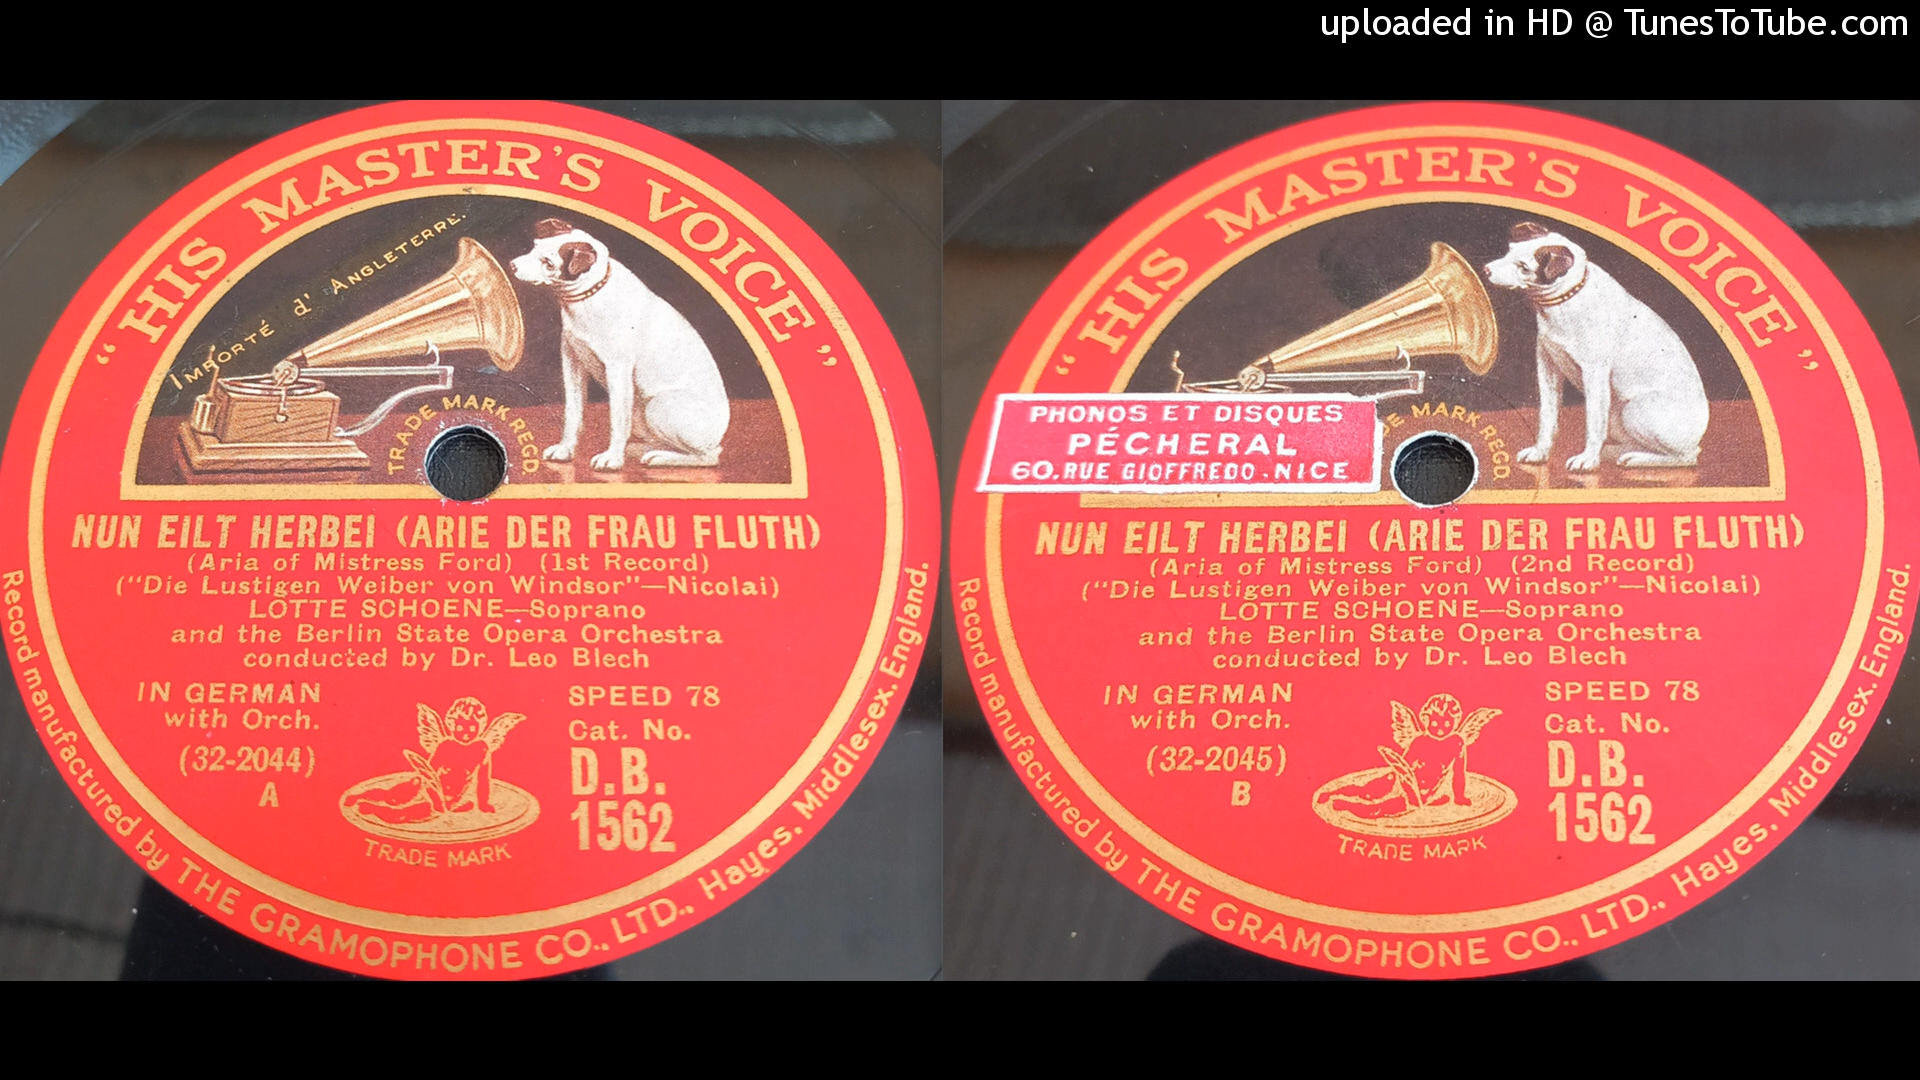 uploaded in HD @ TunesToTube.com
"HIS MASTER'S VOICE"
IMPORTÉ d' ANGLETERRE.
TRADE MARK REGD.
NUN EILT HERBEI (ARIE DER FRAU FLUTH)
(Aria of Mistress Ford) (1st Record)
("Die Lustigen Weiber von Windsor"—Nicolai)
LOTTE SCHOENE—Soprano
and the Berlin State Opera Orchestra
conducted by Dr. Leo Blech
IN GERMAN
with Orch.
(32-2044)
A
SPEED 78
Cat. No.
D.B.
1562
TRADE MARK
Record manufactured by THE GRAMOPHONE CO., LTD., Hayes, Middlesex, England.
"HIS MASTER'S VOICE"
PHONOS ET DISQUES
PÉCHERAL
60, RUE GIOFFREDO - NICE
MARK REGD.
NUN EILT HERBEI (ARIE DER FRAU FLUTH)
(Aria of Mistress Ford) (2nd Record)
("Die Lustigen Weiber von Windsor"—Nicolai)
LOTTE SCHOENE—Soprano
and the Berlin State Opera Orchestra
conducted by Dr. Leo Blech
IN GERMAN
with Orch.
(32-2045)
B
SPEED 78
Cat. No.
D.B.
1562
TRADE MARK
Record manufactured by THE GRAMOPHONE CO., LTD., Hayes, Middlesex, England.